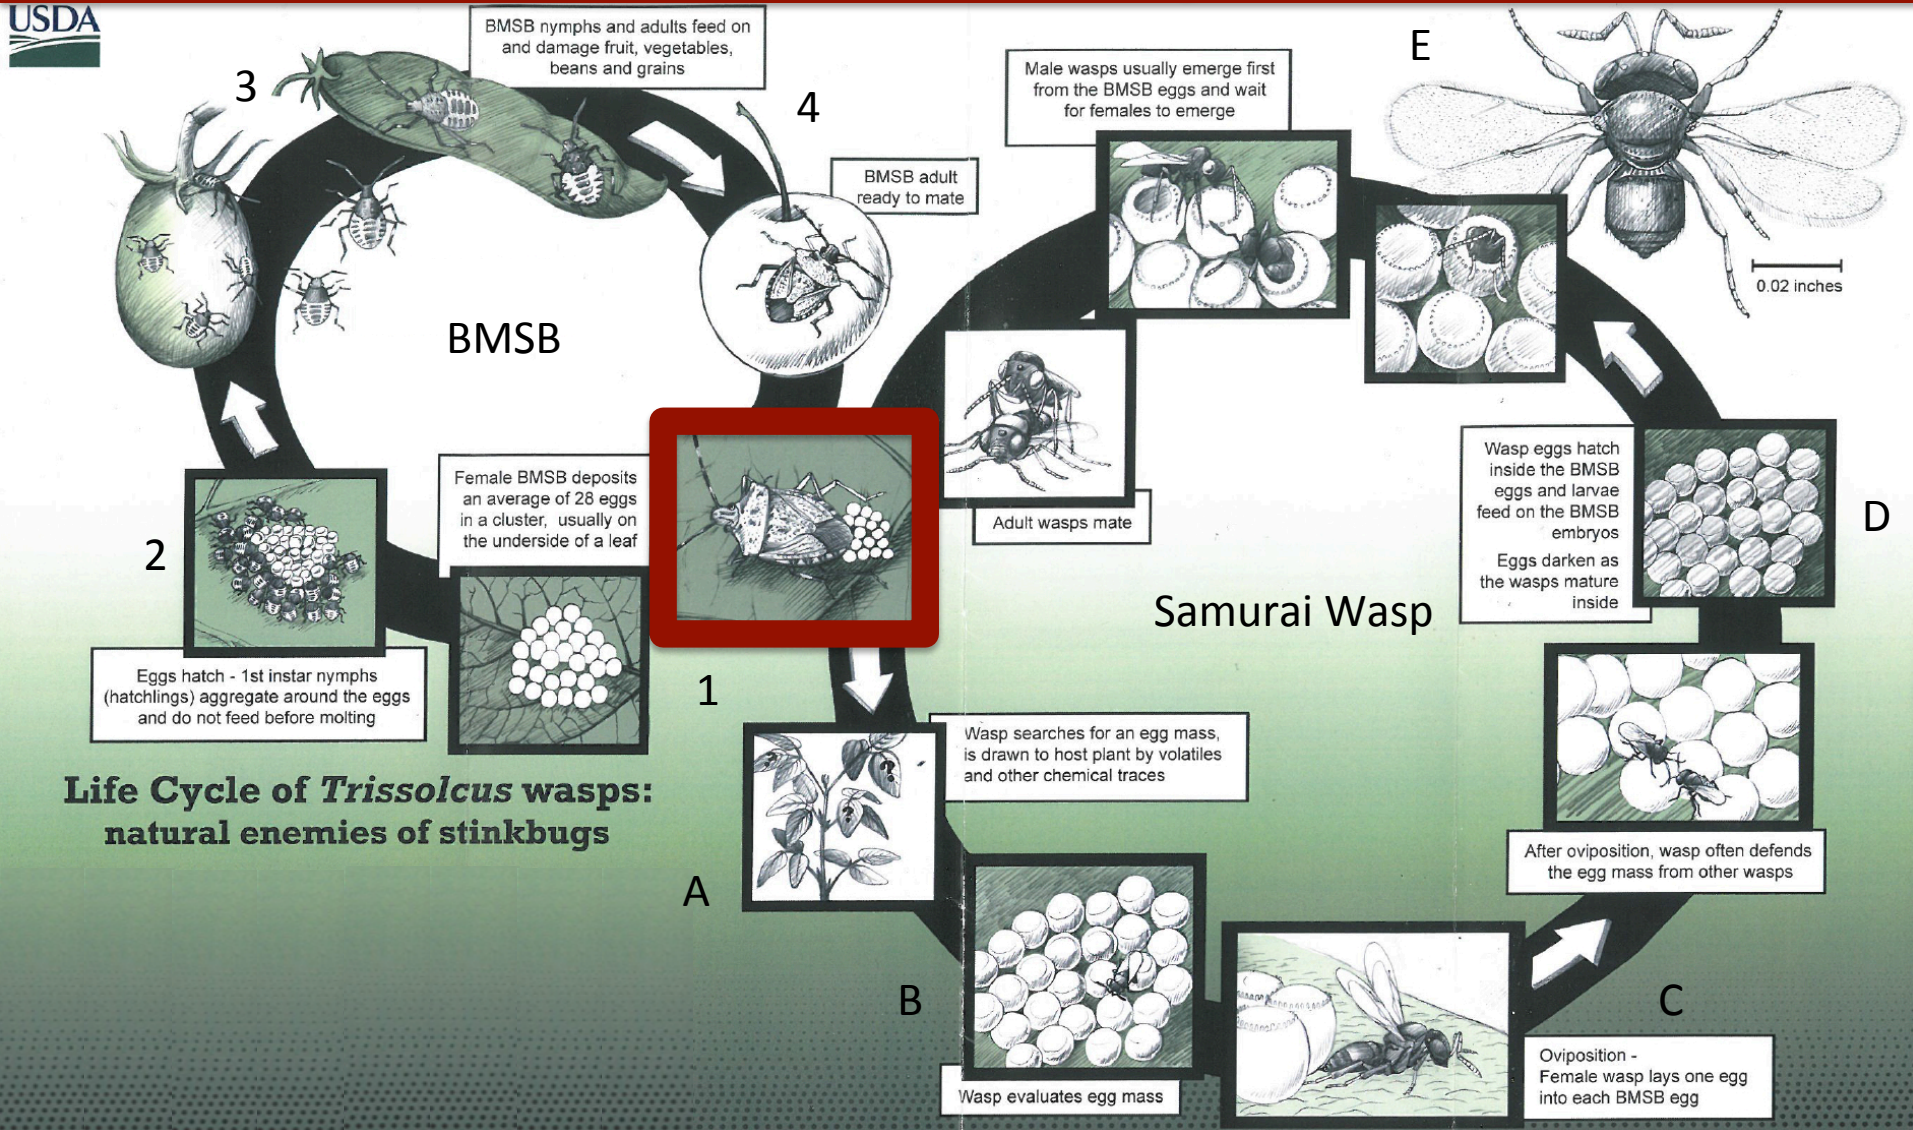 USDA
BMSB nymphs and adults feed on
and damage fruit, vegetables,
beans and grains
3
4
BMSB adult
ready to mate
BMSB
Male wasps usually emerge first
from the BMSB eggs and wait
for females to emerge
E
0.02 inches
Female BMSB deposits
an average of 28 eggs
in a cluster, usually on
the underside of a leaf
2
Eggs hatch - 1st instar nymphs
(hatchlings) aggregate around the eggs
and do not feed before molting
1
Life Cycle of Trissolcus wasps:
natural enemies of stinkbugs
Adult wasps mate
Samurai Wasp
Wasp eggs hatch
inside the BMSB
eggs and larvae
feed on the BMSB
embryos
Eggs darken as
the wasps mature
inside
D
Wasp searches for an egg mass,
is drawn to host plant by volatiles
and other chemical traces
? ?
?
A
After oviposition, wasp often defends
the egg mass from other wasps
B
Wasp evaluates egg mass
C
Oviposition -
Female wasp lays one egg
into each BMSB egg